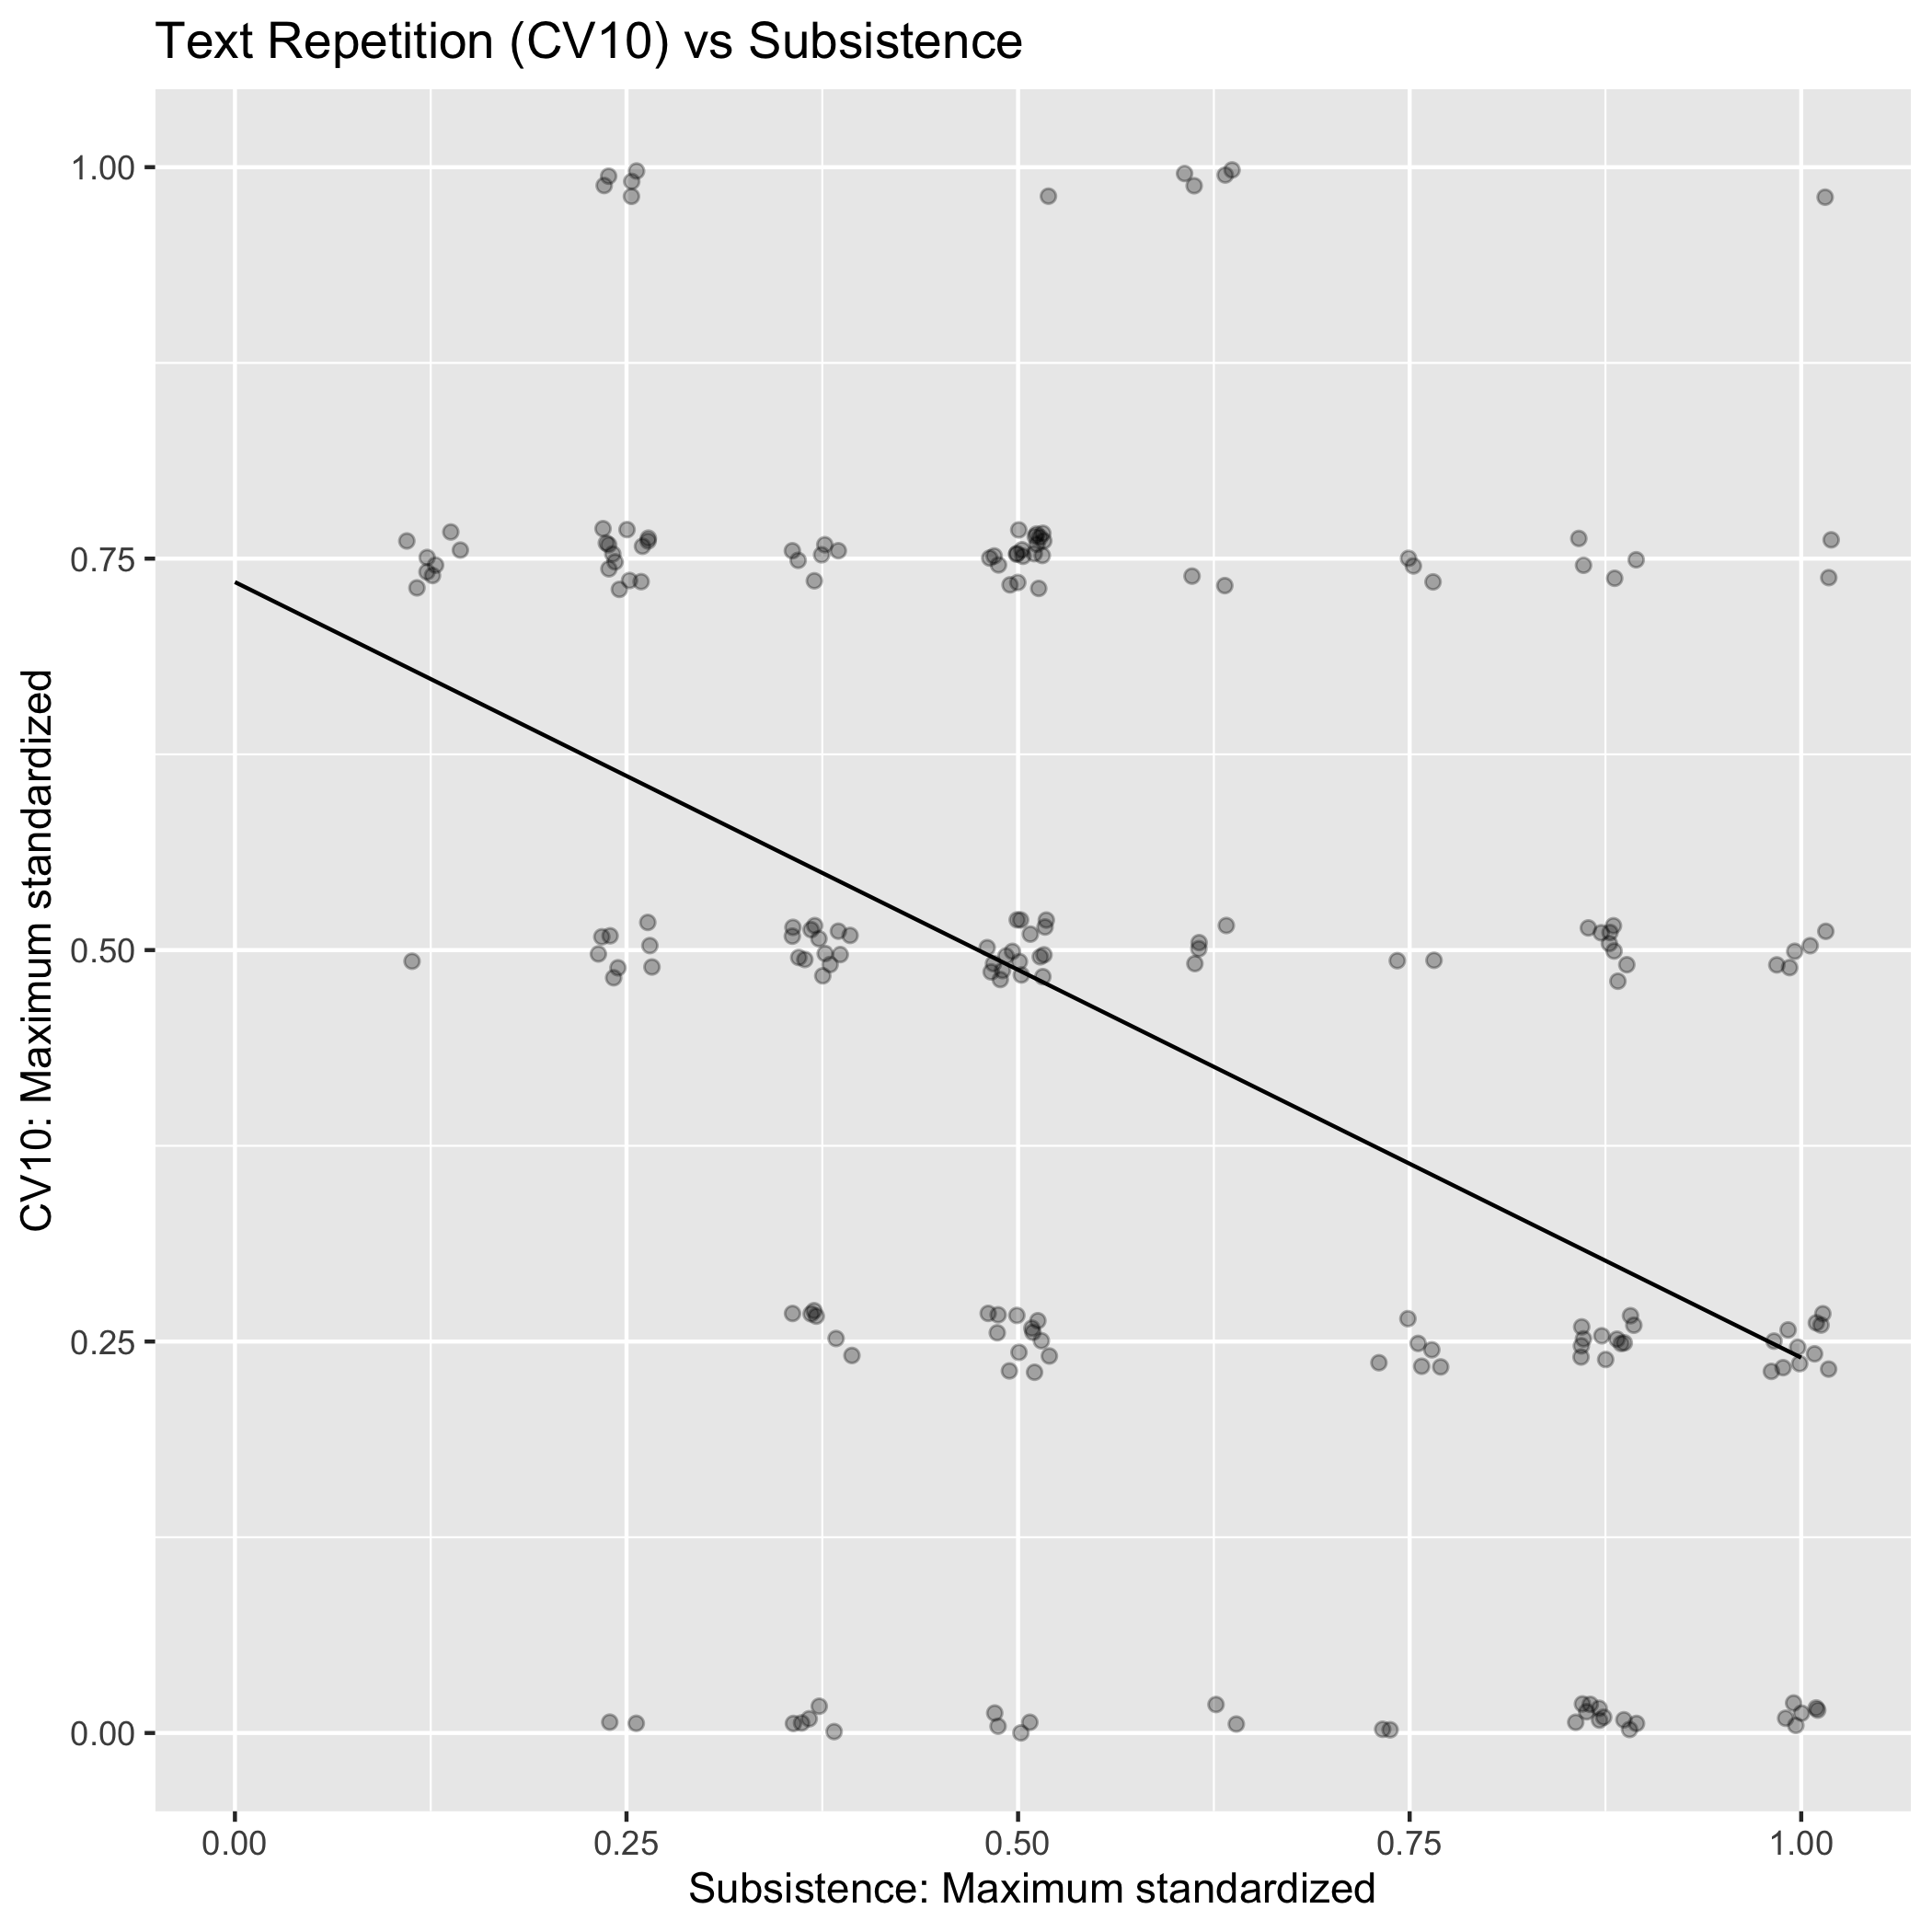 Text Repetition (CV10) vs Subsistence
CV10: Maximum standardized
1.00
0.75
0.50
0.25
0.00
0.00 0.25 0.50 0.75 1.00
Subsistence: Maximum standardized